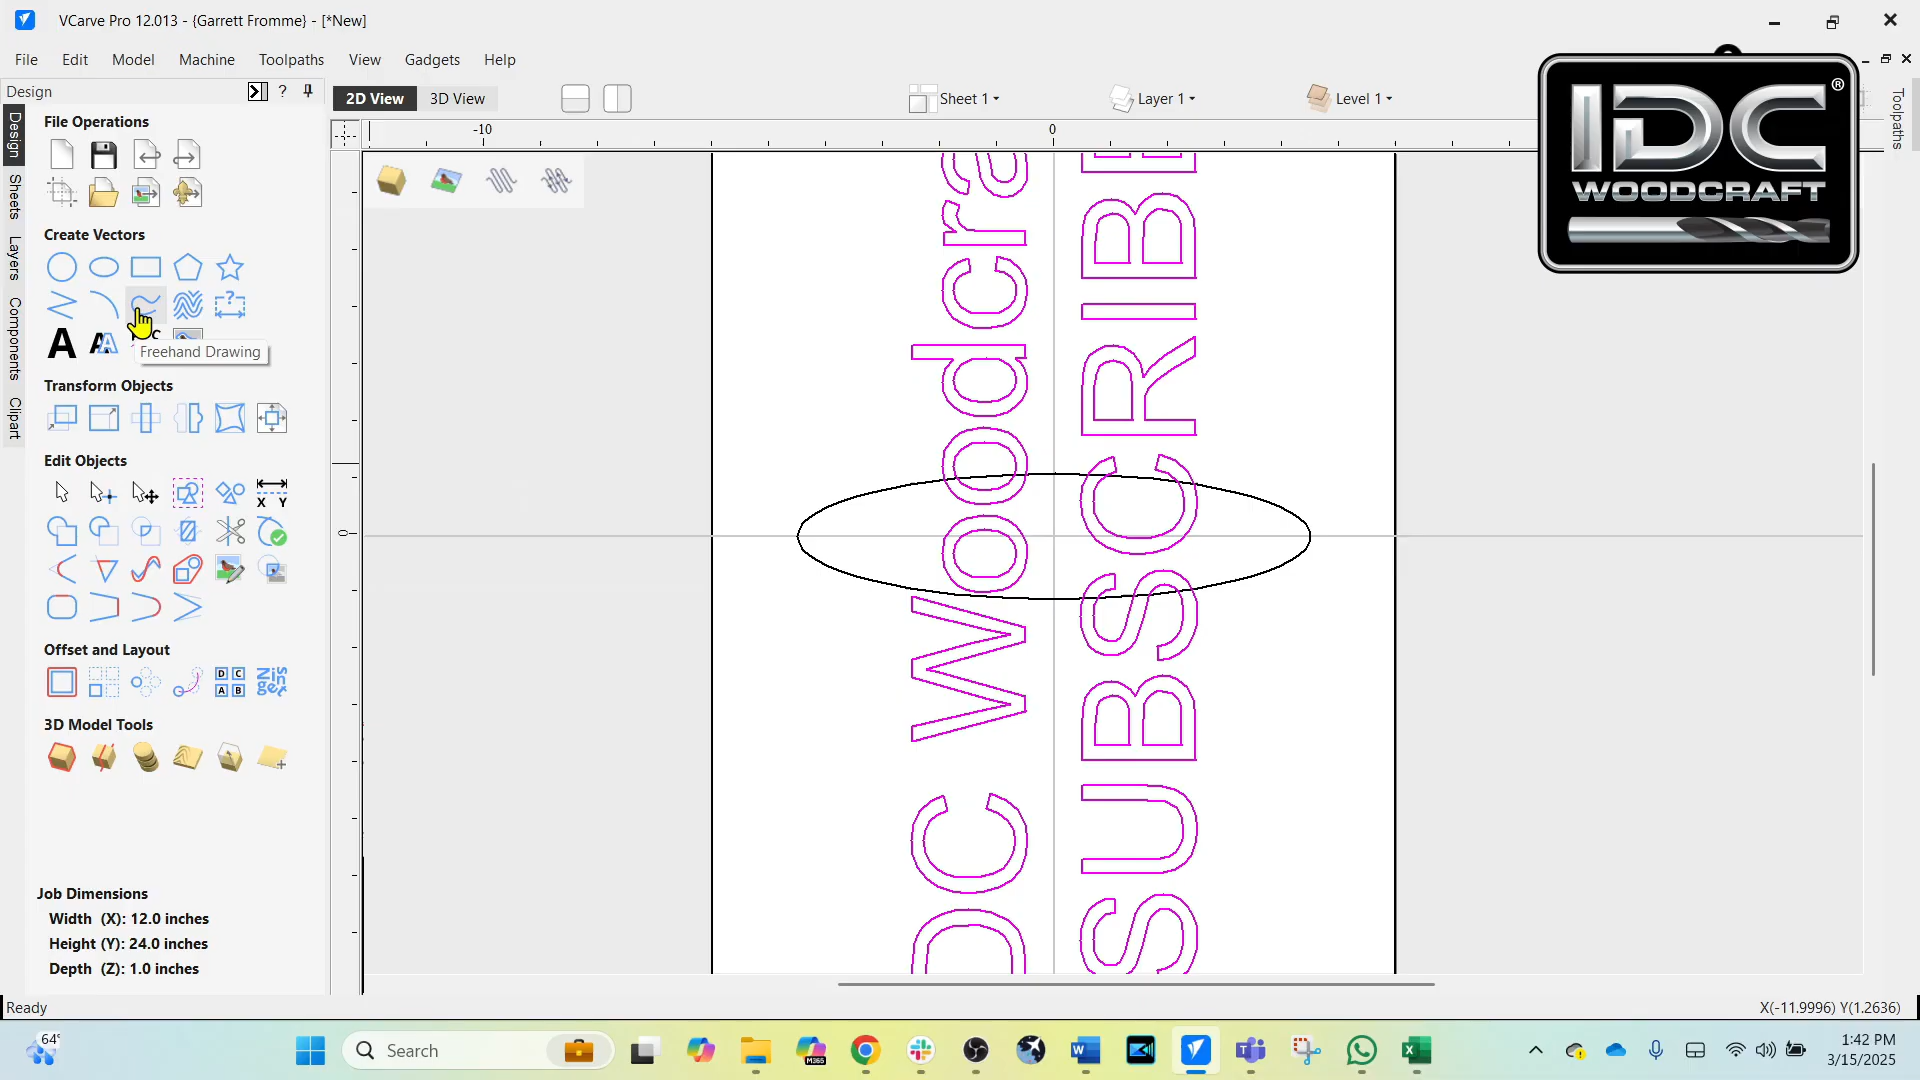 VCarve Pro 12.013 - {Garrett Fromme} - [*New]
File Edit Model Machine Toolpaths View Gadgets Help
Design
2D View 3D View
Sheet 1
Layer 1
Level 1
IDC®
WOODCRAFT
Toolpaths
Design
Sheets
Layers
Components
Clipart
File Operations
Create Vectors
Freehand Drawing
Transform Objects
Edit Objects
X Y
Offset and Layout
3D Model Tools
Job Dimensions
Width (X): 12.0 inches
Height (Y): 24.0 inches
Depth (Z): 1.0 inches
-10
0
0
DC Woodcra
SUBSCRIBE
Ready
X(-11.9996) Y(1.2636)
64°
Search
M365
1:42 PM
3/15/2025